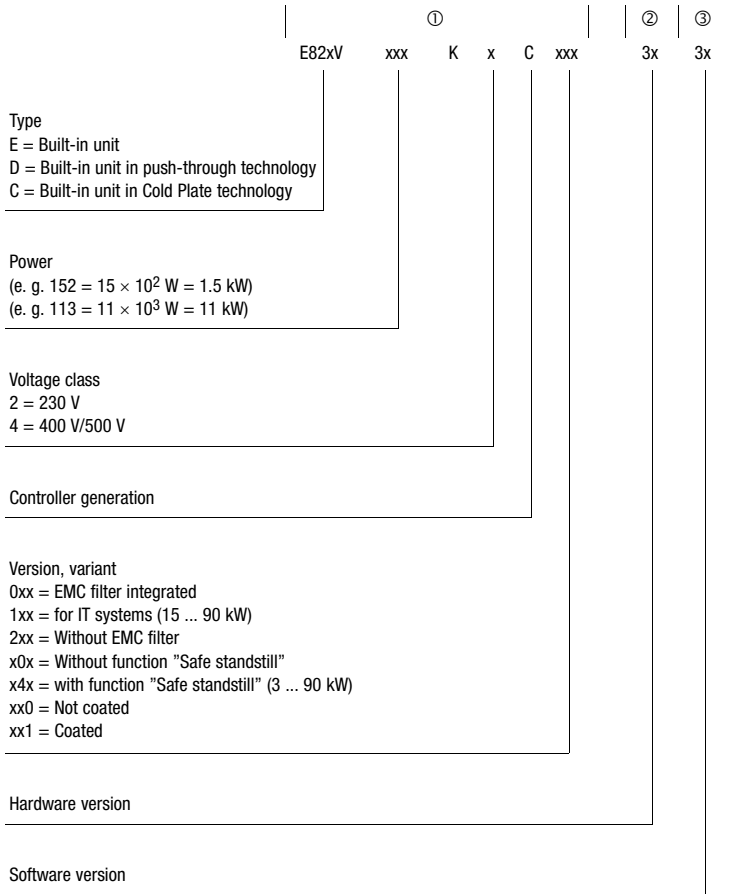 ① ② ③
E82xV xxx K x C xxx 3x 3x
Type
E = Built-in unit
D = Built-in unit in push-through technology
C = Built-in unit in Cold Plate technology
Power
(e. g. 152 = 15 × 10² W = 1.5 kW)
(e. g. 113 = 11 × 10³ W = 11 kW)
Voltage class
2 = 230 V
4 = 400 V/500 V
Controller generation
Version, variant
0xx = EMC filter integrated
1xx = for IT systems (15 ... 90 kW)
2xx = Without EMC filter
x0x = Without function ”Safe standstill”
x4x = with function ”Safe standstill” (3 ... 90 kW)
xx0 = Not coated
xx1 = Coated
Hardware version
Software version